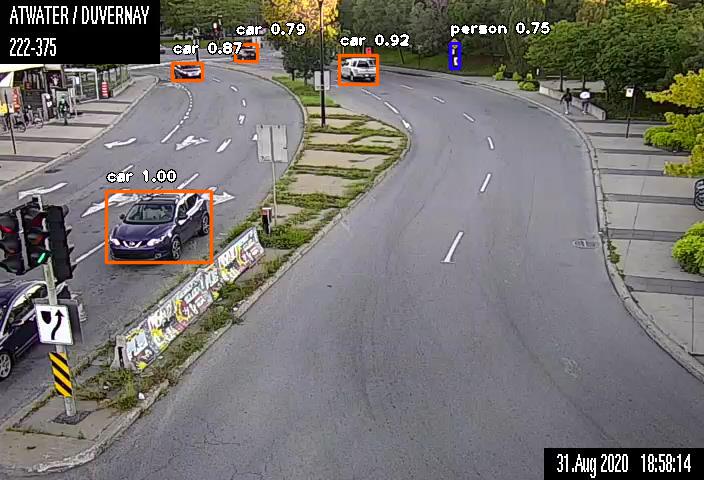 ATWATER / DUVERNAY
222-375
car 0.79
person 0.75
car 0.87
car 0.92
car 1.00
31.Aug 2020 18:58:14